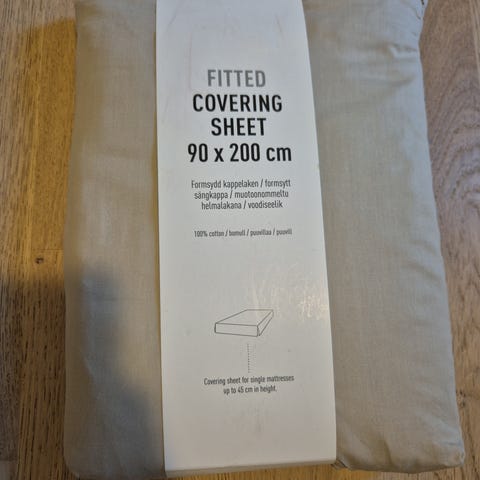 FITTED
COVERING
SHEET
90 x 200 cm
Formsydd kappelaken / formsytt
sängkappa / muotoonommeltu
helmalakana / voodiseelik
100% cotton / bomull / puuvillaa / puuvill
Covering sheet for single mattresses
up to 45 cm in height.